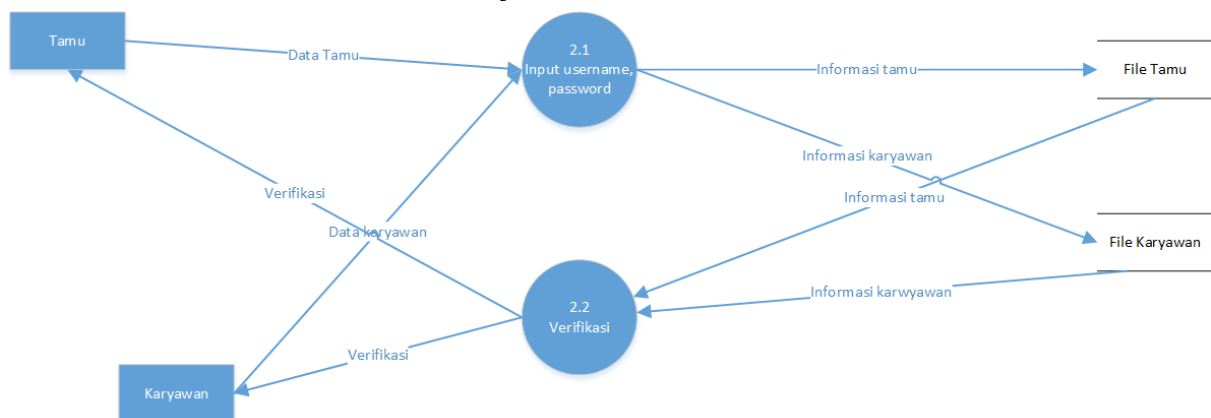 Tamu
Data Tamu
2.1
Input username,
password
Informasi tamu
File Tamu
Informasi karyawan
Verifikasi
Informasi tamu
Data karyawan
File Karyawan
2.2
Verifikasi
Informasi karwyawan
Verifikasi
Karyawan